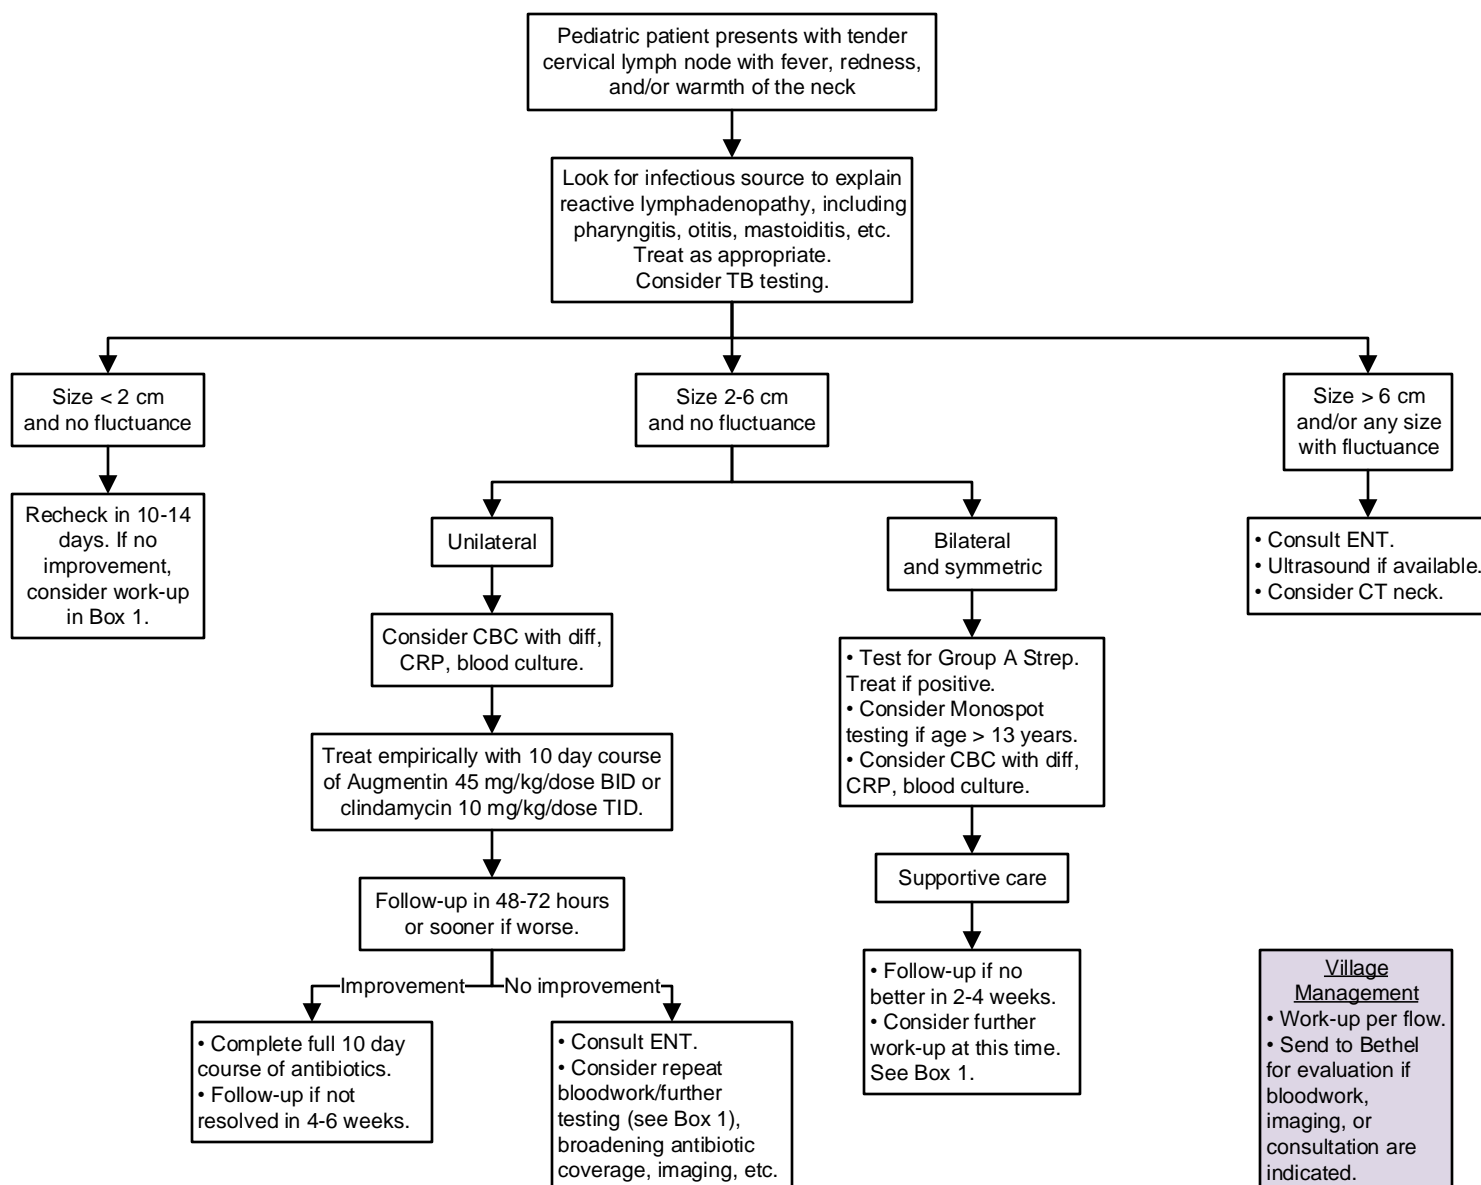 Pediatric patient presents with tender
cervical lymph node with fever, redness,
and/or warmth of the neck
Look for infectious source to explain
reactive lymphadenopathy, including
pharyngitis, otitis, mastoiditis, etc.
Treat as appropriate.
Consider TB testing.
Size < 2 cm
and no fluctuance
Size 2-6 cm
and no fluctuance
Size > 6 cm
and/or any size
with fluctuance
Recheck in 10-14
days. If no
improvement,
consider work-up
in Box 1.
Unilateral
Bilateral
and symmetric
• Consult ENT.
• Ultrasound if available.
• Consider CT neck.
Consider CBC with diff,
CRP, blood culture.
• Test for Group A Strep.
Treat if positive.
• Consider Monospot
testing if age > 13 years.
• Consider CBC with diff,
CRP, blood culture.
Treat empirically with 10 day course
of Augmentin 45 mg/kg/dose BID or
clindamycin 10 mg/kg/dose TID.
Supportive care
Follow-up in 48-72 hours
or sooner if worse.
Improvement
No improvement
• Complete full 10 day
course of antibiotics.
• Follow-up if not
resolved in 4-6 weeks.
• Consult ENT.
• Consider repeat
bloodwork/further
testing (see Box 1),
broadening antibiotic
coverage, imaging, etc.
• Follow-up if no
better in 2-4 weeks.
• Consider further
work-up at this time.
See Box 1.
Village
Management
• Work-up per flow.
• Send to Bethel
for evaluation if
bloodwork,
imaging, or
consultation are
indicated.